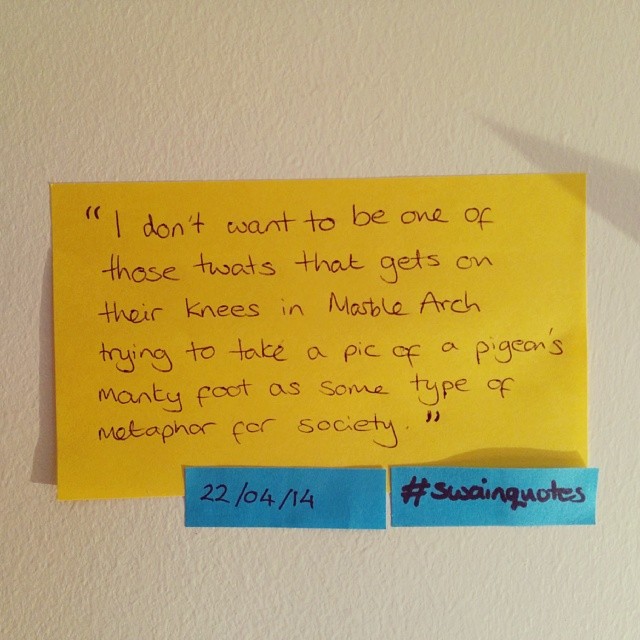 “I don't want to be one of
those twats that gets on
their knees in Marble Arch
trying to take a pic of a pigeon's
manky foot as some type of
metaphor for society.”
22/04/14
#swainquotes